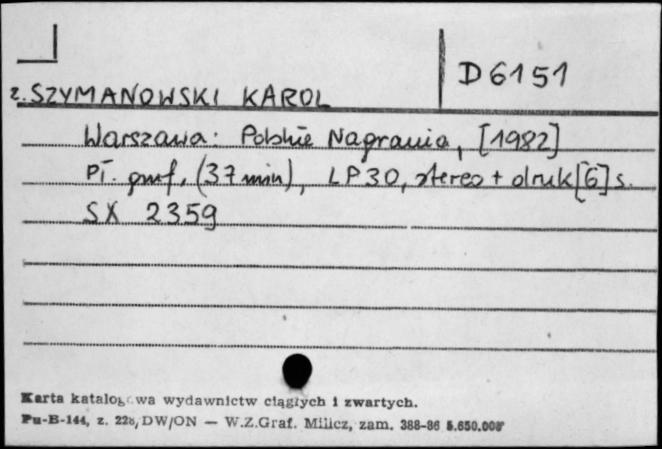 D 6151
z. SZYMANOWSKI KAROL
Warszawa: Polskie Nagrania, [1982]
Pł. gmf., (37 min), LP 30, stereo + druk [6] s.
SX 2359
Karta katalogowa wydawnictw ciągłych i zwartych.
Pu-B-144, z. 228/DW/ON — W.Z.Graf. Milicz, zam. 388-86 5.650.000